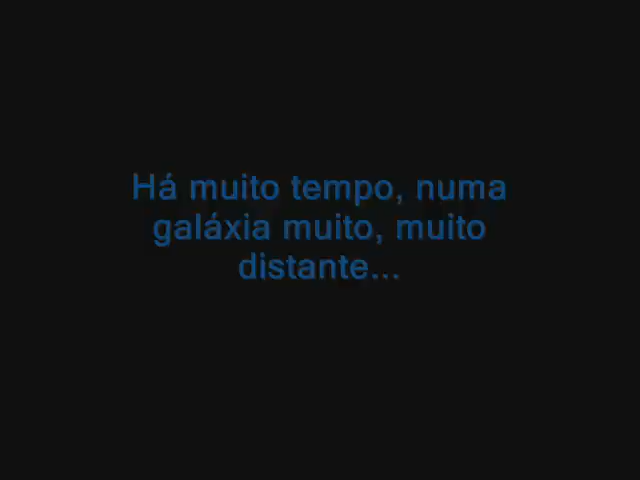 Há muito tempo, numa
galáxia muito, muito
distante...